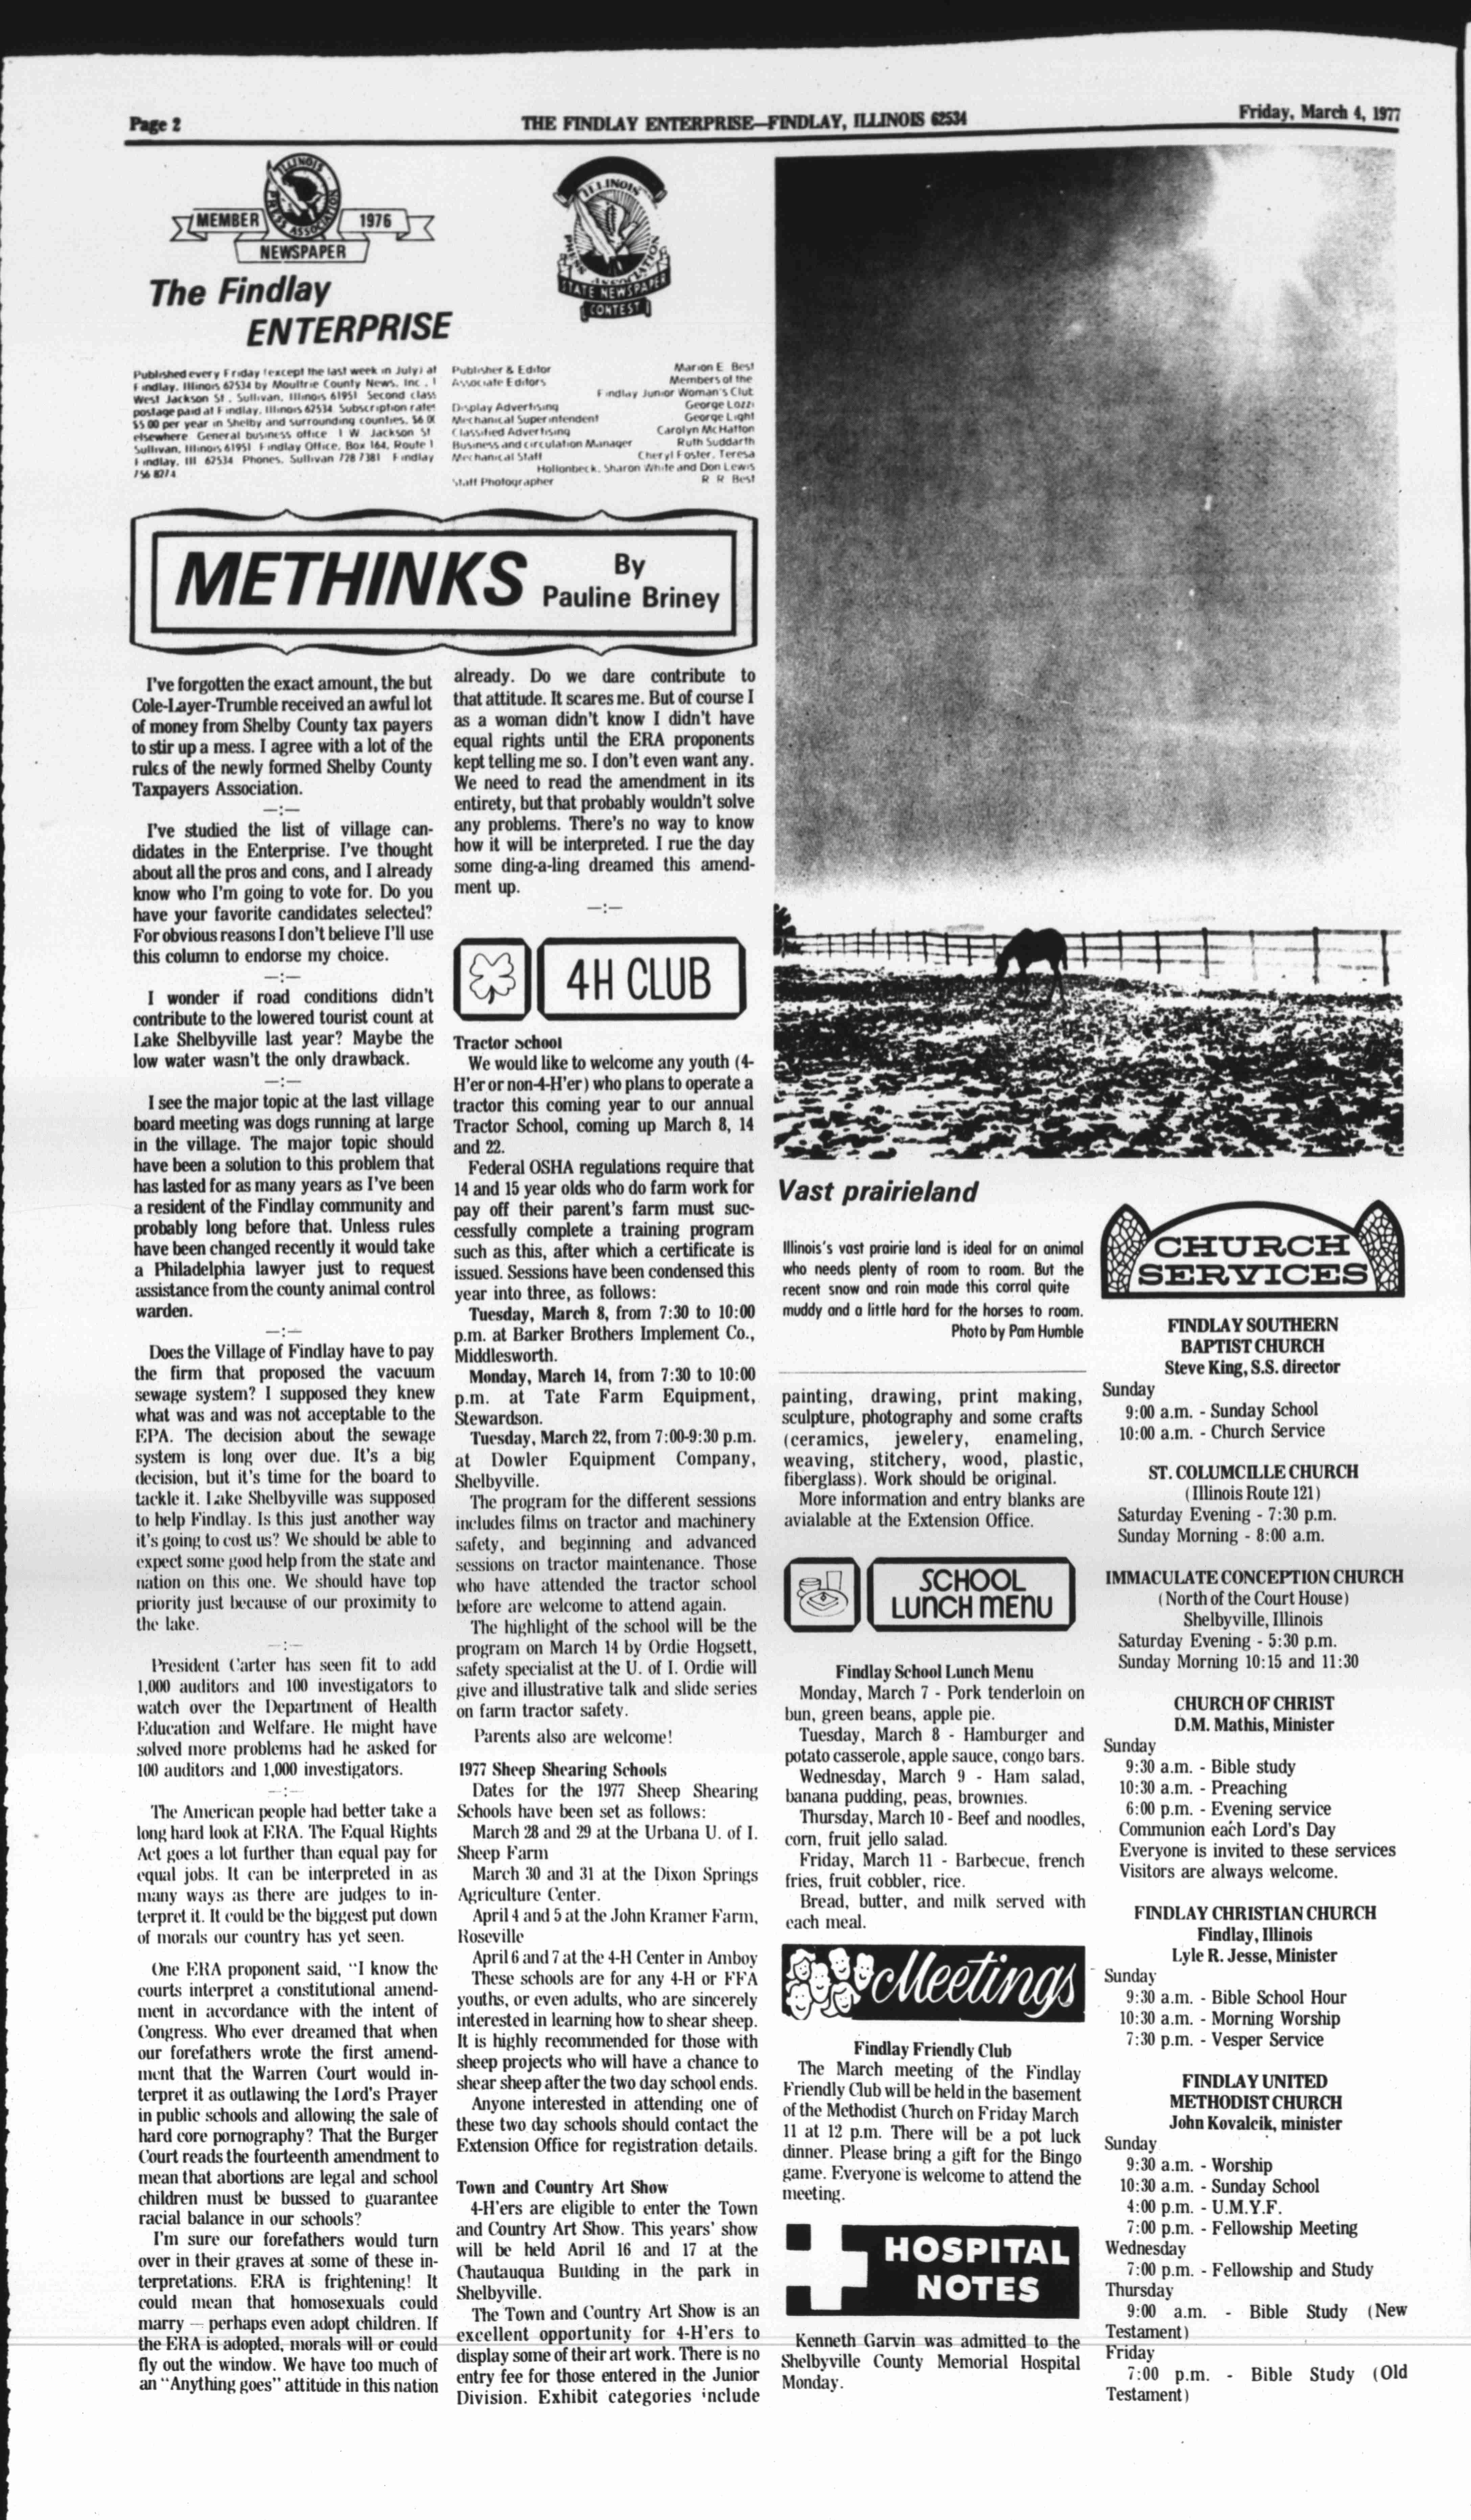 Page 2
THE FINDLAY ENTERPRISE—FINDLAY, ILLINOIS 62534
Friday, March 4, 1977
ILLINOIS
PRESS ASSOCIATION
MEMBER
1976
NEWSPAPER
ILLINOIS
PRESS ASSOCIATION
STATE NEWSPAPER
CONTEST
The Findlay
ENTERPRISE
Published every Friday (except the last week in July) at
Findlay, Illinois 62534 by Moultrie County News, Inc., 1
West Jackson St., Sullivan, Illinois 61951. Second class
postage paid at Findlay, Illinois 62534. Subscription rates
$5.00 per year in Shelby and surrounding counties, $6.00
elsewhere. General business office 1 W. Jackson St.
Sullivan, Illinois 61951. Findlay Office, Box 164, Route 1
Findlay, Ill 62534 Phones, Sullivan 728 7381 Findlay
756 8274
Publisher & Editor Marion E. Best
Associate Editors Members of the
Findlay Junior Woman's Club
Display Advertising George Lozzi
Mechanical Superintendent George Light
Classified Advertising Carolyn McHatton
Business and circulation Manager Ruth Suddarth
Mechanical Staff Cheryl Foster, Teresa
Hollonbeck, Sharon White and Don Lewis
Staff Photographer R R Best
METHINKS
By
Pauline Briney
I've forgotten the exact amount, the but
Cole-Layer-Trumble received an awful lot
of money from Shelby County tax payers
to stir up a mess. I agree with a lot of the
rules of the newly formed Shelby County
Taxpayers Association.
—:—
I've studied the list of village can-
didates in the Enterprise. I've thought
about all the pros and cons, and I already
know who I'm going to vote for. Do you
have your favorite candidates selected?
For obvious reasons I don't believe I'll use
this column to endorse my choice.
—:—
I wonder if road conditions didn't
contribute to the lowered tourist count at
Lake Shelbyville last year? Maybe the
low water wasn't the only drawback.
—:—
I see the major topic at the last village
board meeting was dogs running at large
in the village. The major topic should
have been a solution to this problem that
has lasted for as many years as I've been
a resident of the Findlay community and
probably long before that. Unless rules
have been changed recently it would take
a Philadelphia lawyer just to request
assistance from the county animal control
warden.
—:—
Does the Village of Findlay have to pay
the firm that proposed the vacuum
sewage system? I supposed they knew
what was and was not acceptable to the
EPA. The decision about the sewage
system is long over due. It's a big
decision, but it's time for the board to
tackle it. Lake Shelbyville was supposed
to help Findlay. Is this just another way
it's going to cost us? We should be able to
expect some good help from the state and
nation on this one. We should have top
priority just because of our proximity to
the lake.
—:—
President Carter has seen fit to add
1,000 auditors and 100 investigators to
watch over the Department of Health
Education and Welfare. He might have
solved more problems had he asked for
100 auditors and 1,000 investigators.
—:—
The American people had better take a
long hard look at ERA. The Equal Rights
Act goes a lot further than equal pay for
equal jobs. It can be interpreted in as
many ways as there are judges to in-
terpret it. It could be the biggest put down
of morals our country has yet seen.
One ERA proponent said, "I know the
courts interpret a constitutional amend-
ment in accordance with the intent of
Congress. Who ever dreamed that when
our forefathers wrote the first amend-
ment that the Warren Court would in-
terpret it as outlawing the Lord's Prayer
in public schools and allowing the sale of
hard core pornography? That the Burger
Court reads the fourteenth amendment to
mean that abortions are legal and school
children must be bussed to guarantee
racial balance in our schools?
I'm sure our forefathers would turn
over in their graves at some of these in-
terpretations. ERA is frightening! It
could mean that homosexuals could
marry — perhaps even adopt children. If
the ERA is adopted, morals will or could
fly out the window. We have too much of
an "Anything goes" attitude in this nation
already. Do we dare contribute to
that attitude. It scares me. But of course I
as a woman didn't know I didn't have
equal rights until the ERA proponents
kept telling me so. I don't even want any.
We need to read the amendment in its
entirety, but that probably wouldn't solve
any problems. There's no way to know
how it will be interpreted. I rue the day
some ding-a-ling dreamed this amend-
ment up.
—:—
4H CLUB
Tractor school
We would like to welcome any youth (4-
H'er or non-4-H'er) who plans to operate a
tractor this coming year to our annual
Tractor School, coming up March 8, 14
and 22.
Federal OSHA regulations require that
14 and 15 year olds who do farm work for
pay off their parent's farm must suc-
cessfully complete a training program
such as this, after which a certificate is
issued. Sessions have been condensed this
year into three, as follows:
Tuesday, March 8, from 7:30 to 10:00
p.m. at Barker Brothers Implement Co.,
Middlesworth.
Monday, March 14, from 7:30 to 10:00
p.m. at Tate Farm Equipment,
Stewardson.
Tuesday, March 22, from 7:00-9:30 p.m.
at Dowler Equipment Company,
Shelbyville.
The program for the different sessions
includes films on tractor and machinery
safety, and beginning and advanced
sessions on tractor maintenance. Those
who have attended the tractor school
before are welcome to attend again.
The highlight of the school will be the
program on March 14 by Ordie Hogsett,
safety specialist at the U. of I. Ordie will
give and illustrative talk and slide series
on farm tractor safety.
Parents also are welcome!
1977 Sheep Shearing Schools
Dates for the 1977 Sheep Shearing
Schools have been set as follows:
March 28 and 29 at the Urbana U. of I.
Sheep Farm
March 30 and 31 at the Dixon Springs
Agriculture Center.
April 4 and 5 at the John Kramer Farm,
Roseville
April 6 and 7 at the 4-H Center in Amboy
These schools are for any 4-H or FFA
youths, or even adults, who are sincerely
interested in learning how to shear sheep.
It is highly recommended for those with
sheep projects who will have a chance to
shear sheep after the two day school ends.
Anyone interested in attending one of
these two day schools should contact the
Extension Office for registration details.
Town and Country Art Show
4-H'ers are eligible to enter the Town
and Country Art Show. This years' show
will be held April 16 and 17 at the
Chautauqua Building in the park in
Shelbyville.
The Town and Country Art Show is an
excellent opportunity for 4-H'ers to
display some of their art work. There is no
entry fee for those entered in the Junior
Division. Exhibit categories include
Vast prairieland
Illinois's vast prairie land is ideal for an animal
who needs plenty of room to roam. But the
recent snow and rain made this corral quite
muddy and a little hard for the horses to roam.
Photo by Pam Humble
painting, drawing, print making,
sculpture, photography and some crafts
(ceramics, jewelery, enameling,
weaving, stitchery, wood, plastic,
fiberglass). Work should be original.
More information and entry blanks are
avialable at the Extension Office.
SCHOOL
LUNCH MENU
Findlay School Lunch Menu
Monday, March 7 - Pork tenderloin on
bun, green beans, apple pie.
Tuesday, March 8 - Hamburger and
potato casserole, apple sauce, congo bars.
Wednesday, March 9 - Ham salad,
banana pudding, peas, brownies.
Thursday, March 10 - Beef and noodles,
corn, fruit jello salad.
Friday, March 11 - Barbecue, french
fries, fruit cobbler, rice.
Bread, butter, and milk served with
each meal.
Meetings
Findlay Friendly Club
The March meeting of the Findlay
Friendly Club will be held in the basement
of the Methodist Church on Friday March
11 at 12 p.m. There will be a pot luck
dinner. Please bring a gift for the Bingo
game. Everyone is welcome to attend the
meeting.
HOSPITAL
NOTES
Kenneth Garvin was admitted to the
Shelbyville County Memorial Hospital
Monday.
CHURCH
SERVICES
FINDLAY SOUTHERN
BAPTIST CHURCH
Steve King, S.S. director
Sunday
9:00 a.m. - Sunday School
10:00 a.m. - Church Service
ST. COLUMCILLE CHURCH
(Illinois Route 121)
Saturday Evening - 7:30 p.m.
Sunday Morning - 8:00 a.m.
IMMACULATE CONCEPTION CHURCH
(North of the Court House)
Shelbyville, Illinois
Saturday Evening - 5:30 p.m.
Sunday Morning 10:15 and 11:30
CHURCH OF CHRIST
D.M. Mathis, Minister
Sunday
9:30 a.m. - Bible study
10:30 a.m. - Preaching
6:00 p.m. - Evening service
Communion each Lord's Day
Everyone is invited to these services
Visitors are always welcome.
FINDLAY CHRISTIAN CHURCH
Findlay, Illinois
Lyle R. Jesse, Minister
Sunday
9:30 a.m. - Bible School Hour
10:30 a.m. - Morning Worship
7:30 p.m. - Vesper Service
FINDLAY UNITED
METHODIST CHURCH
John Kovalcik, minister
Sunday
9:30 a.m. - Worship
10:30 a.m. - Sunday School
4:00 p.m. - U.M.Y.F.
7:00 p.m. - Fellowship Meeting
Wednesday
7:00 p.m. - Fellowship and Study
Thursday
9:00 a.m. - Bible Study (New
Testament)
Friday
7:00 p.m. - Bible Study (Old
Testament)